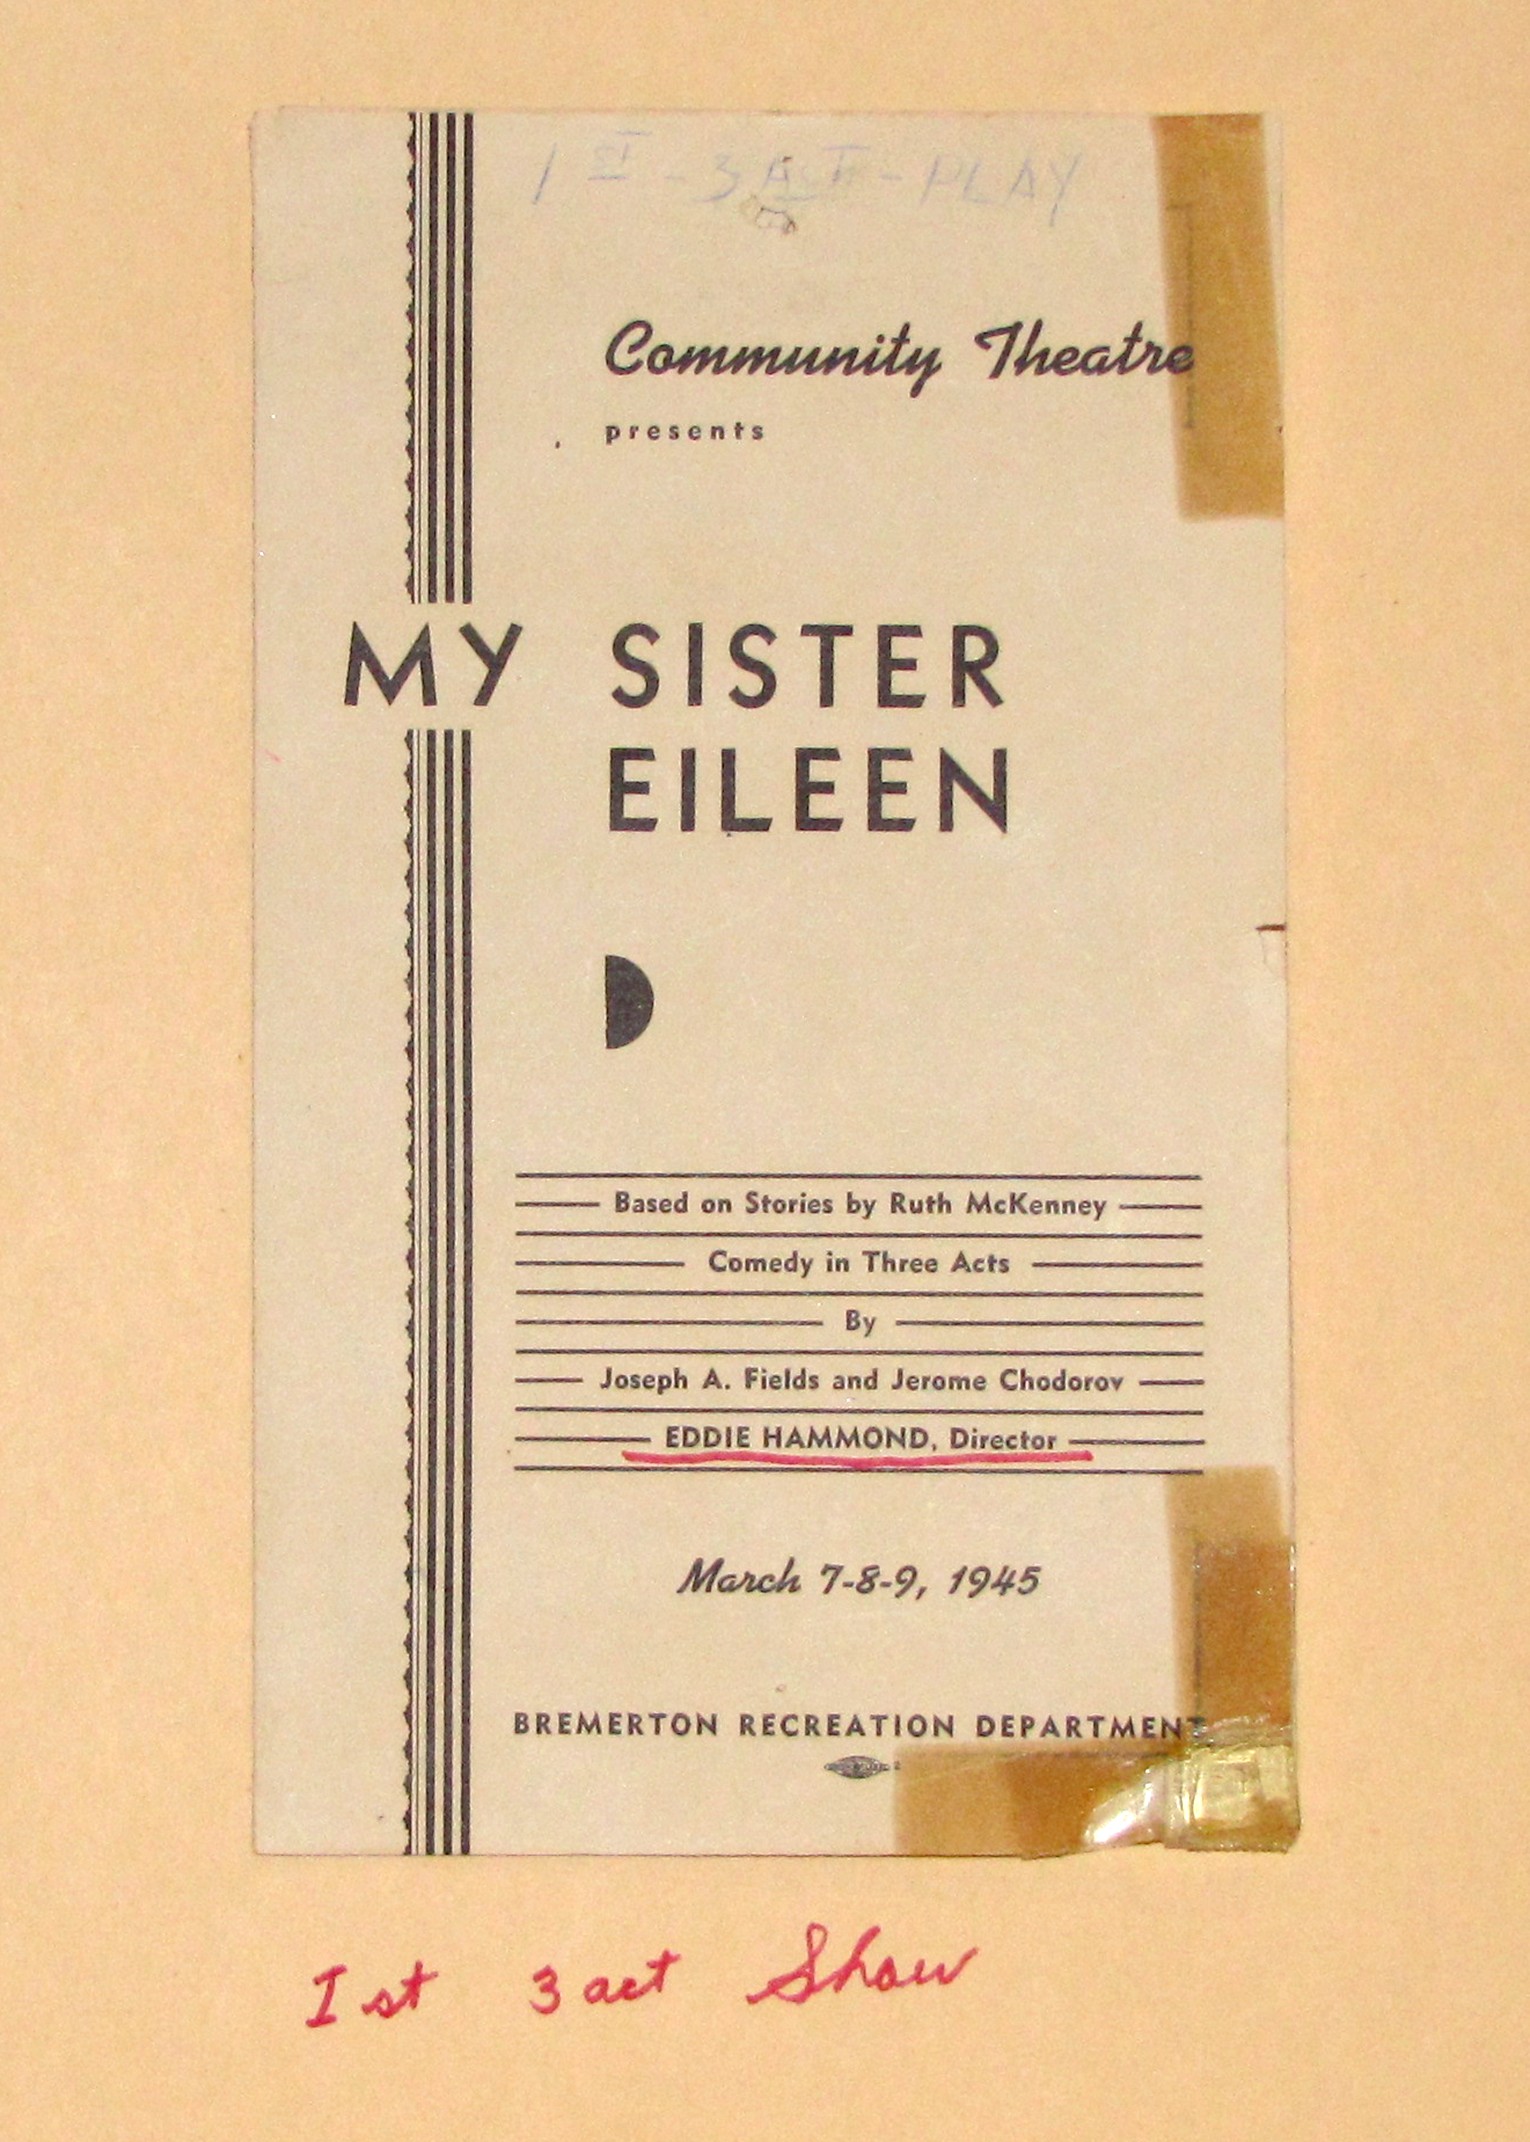 1ST - 3 ACT - PLAY
Community Theatre
presents
MY SISTER
EILEEN
Based on Stories by Ruth McKenney
Comedy in Three Acts
By
Joseph A. Fields and Jerome Chodorov
EDDIE HAMMOND, Director
March 7-8-9, 1945
BREMERTON RECREATION DEPARTMENT
2
1st 3 act Show